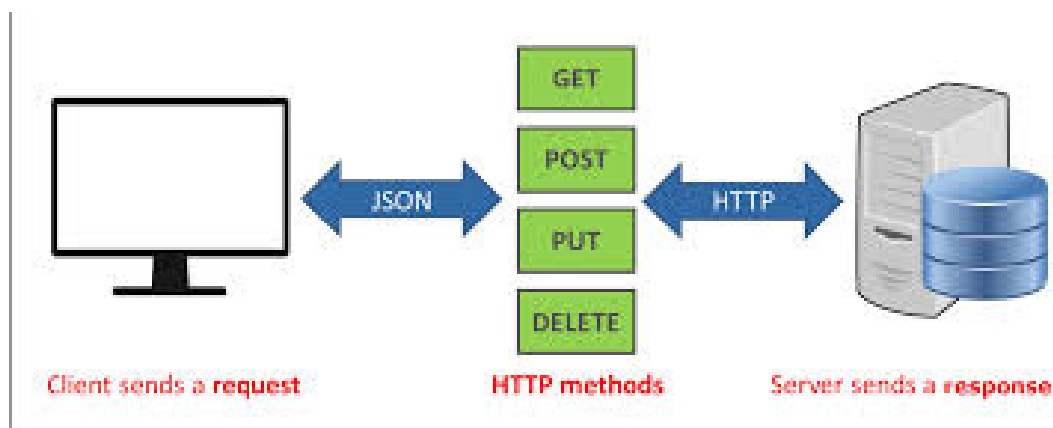 GET
POST
JSON
HTTP
PUT
DELETE
Client sends a request
HTTP methods
Server sends a response